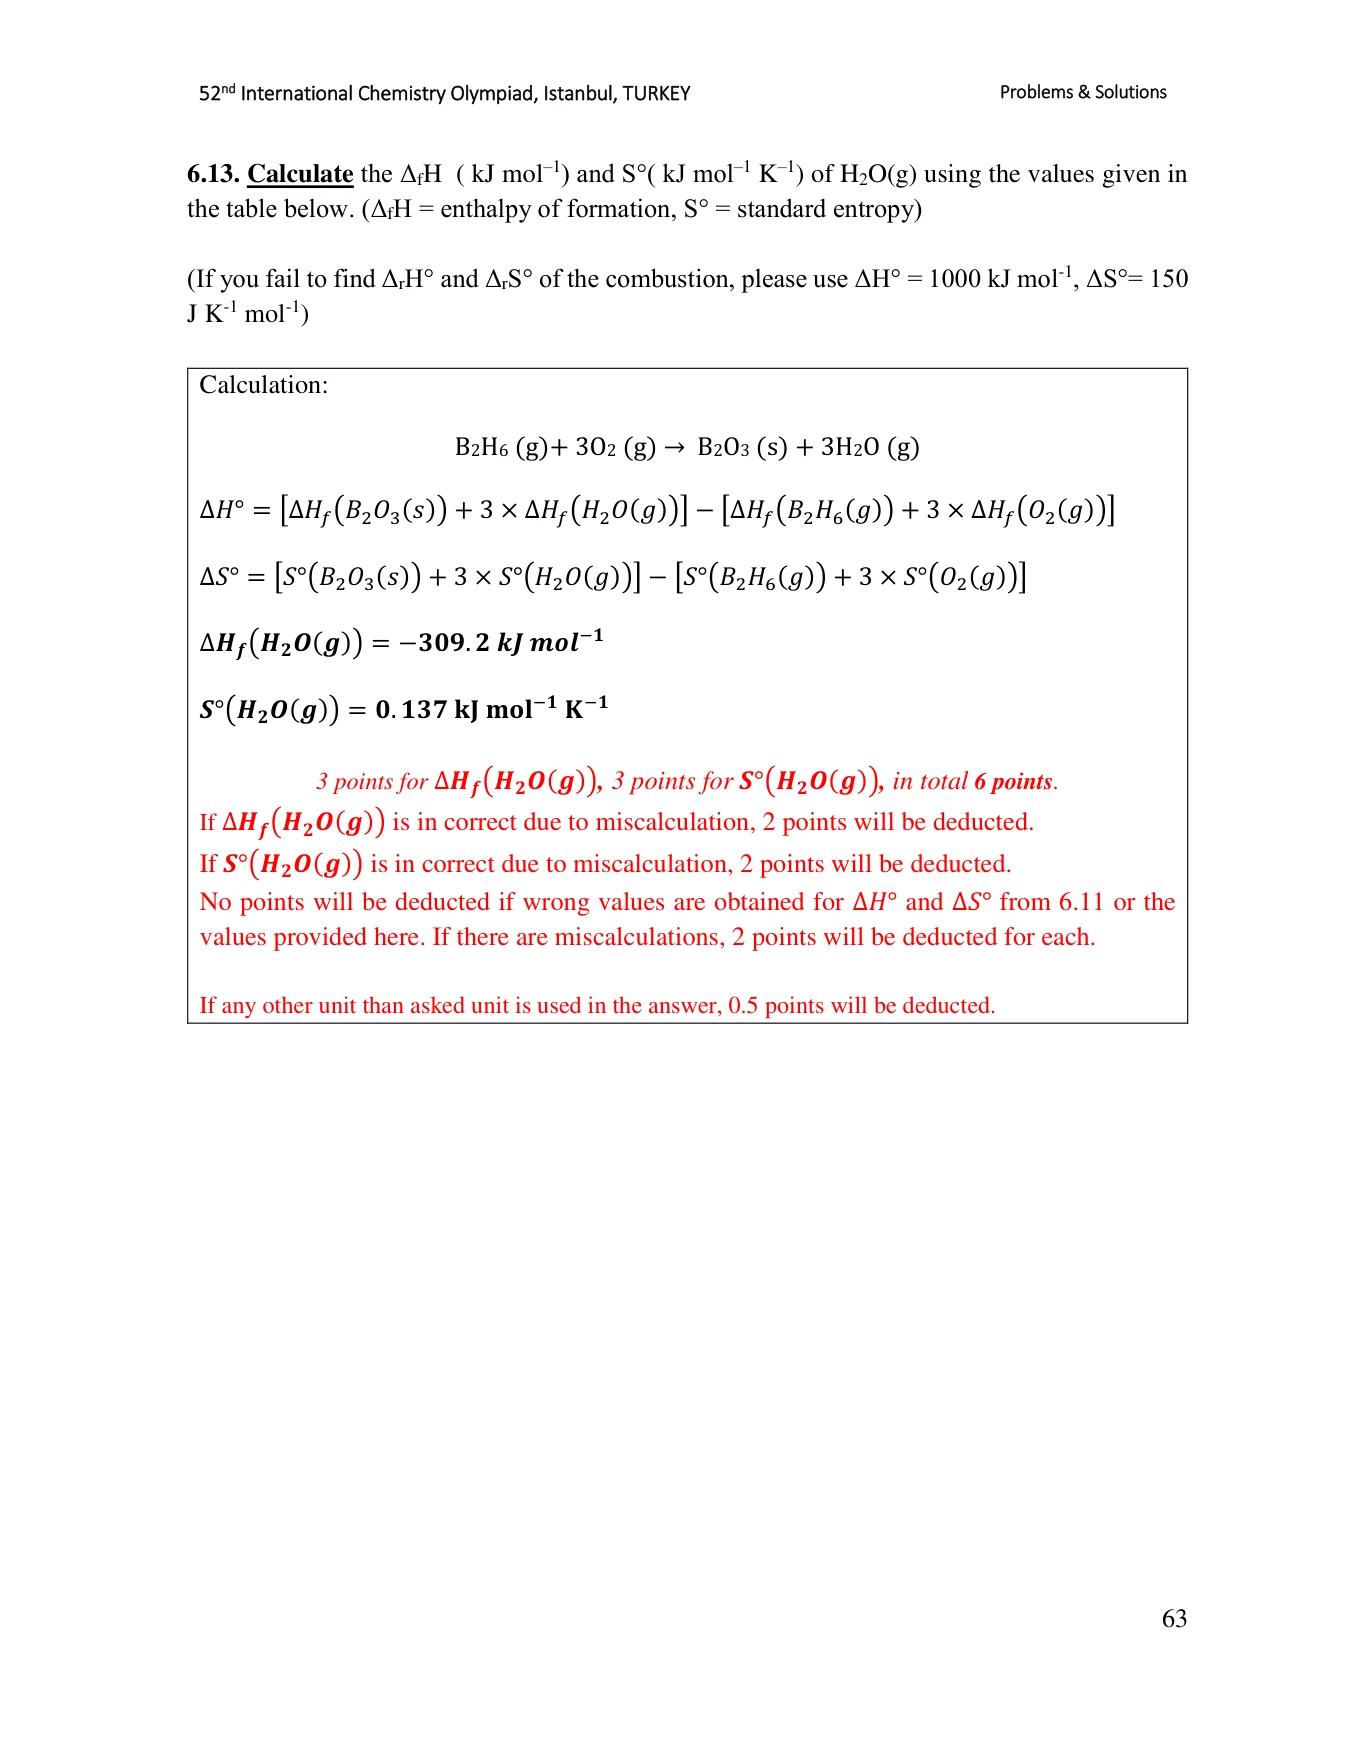 52nd International Chemistry Olympiad, Istanbul, TURKEY Problems & Solutions
6.13. Calculate the ΔfH ( kJ mol–1) and S°( kJ mol–1 K–1) of H2O(g) using the values given in
the table below. (ΔfH = enthalpy of formation, S° = standard entropy)
(If you fail to find ΔrH° and ΔrS° of the combustion, please use ΔH° = 1000 kJ mol-1, ΔS°= 150
J K-1 mol-1)
Calculation:
B2H6 (g)+ 3O2 (g) → B2O3 (s) + 3H2O (g)
ΔH° = [ΔHf(B2O3(s)) + 3 × ΔHf(H2O(g))] − [ΔHf(B2H6(g)) + 3 × ΔHf(O2(g))]
ΔS° = [S°(B2O3(s)) + 3 × S°(H2O(g))] − [S°(B2H6(g)) + 3 × S°(O2(g))]
ΔHf(H2O(g)) = −309.2 kJ mol−1
S°(H2O(g)) = 0.137 kJ mol−1 K−1
3 points for ΔHf(H2O(g)), 3 points for S°(H2O(g)), in total 6 points.
If ΔHf(H2O(g)) is in correct due to miscalculation, 2 points will be deducted.
If S°(H2O(g)) is in correct due to miscalculation, 2 points will be deducted.
No points will be deducted if wrong values are obtained for ΔH° and ΔS° from 6.11 or the
values provided here. If there are miscalculations, 2 points will be deducted for each.
If any other unit than asked unit is used in the answer, 0.5 points will be deducted.
63